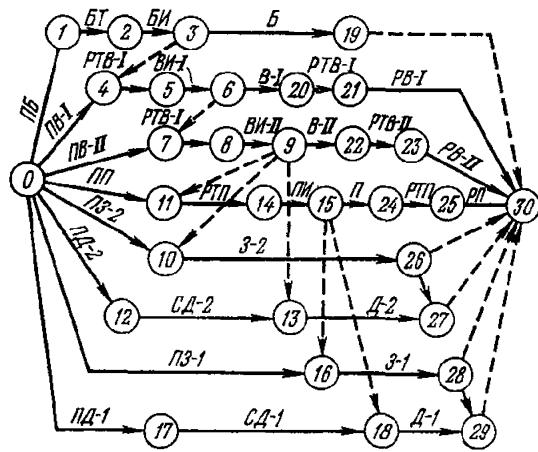 1 БТ 2 БИ 3 Б 19
ПБ РТВ-I ВИ-I В-I РТВ-I
4 5 6 20 21 РВ-I
ПВ-I РТВ-I ВИ-II В-II РТВ-II
ПВ-II 7 8 9 22 23 РВ-II
0 ПП 11 РТП 14 ПИ 15 П 24 РТП 25 РП 30
ПЗ-2 10 З-2 26
ПД-2 12 СД-2 13 Д-2 27
ПЗ-1 16 З-1 28
ПД-1 17 СД-1 18 Д-1 29